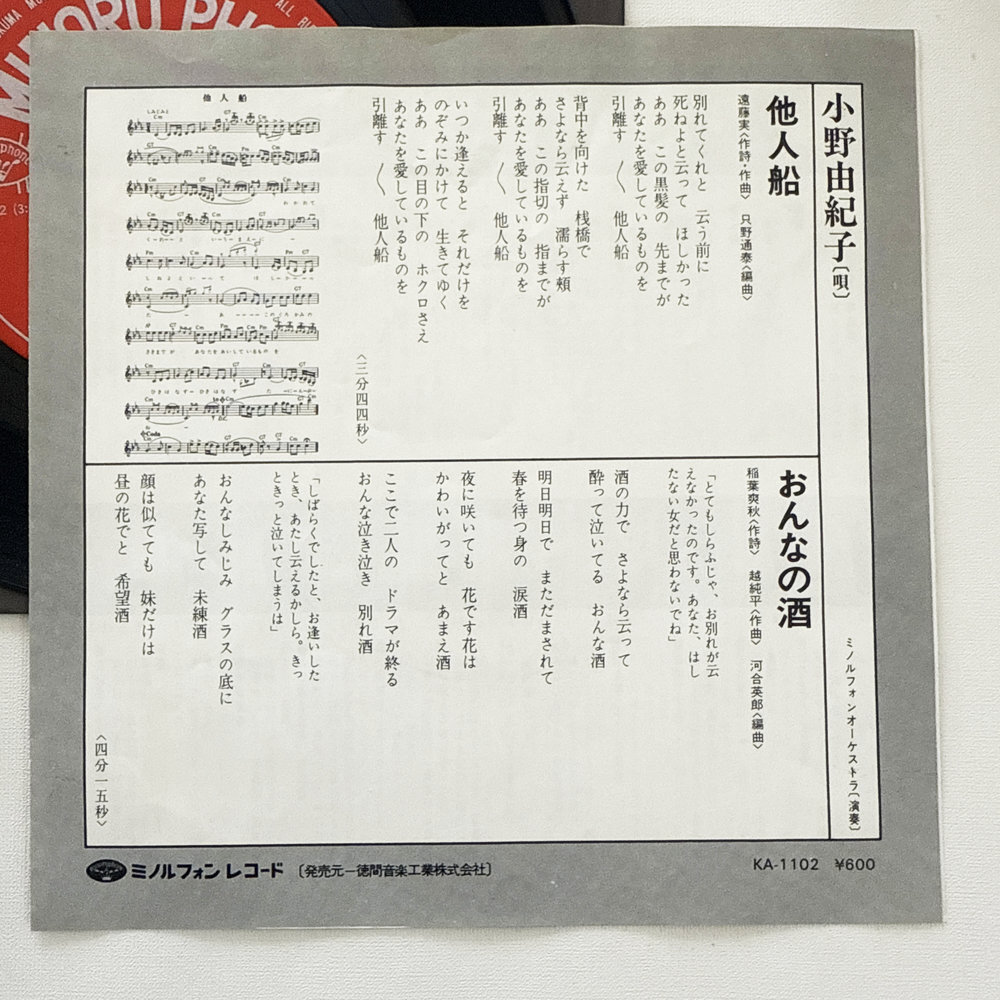 小野由紀子〔唄〕
ミノルフォンオーケストラ〔演奏〕
他人船
遠藤実〈作詩・作曲〉 只野通泰〈編曲〉
別れてくれと 云う前に
死ねよと云って ほしかった
ああ この黒髪の 先までが
あなたを愛しているものを
引離す 〳〵 他人船
背中を向けた 桟橋で
さよなら云えず 濡らす頬
ああ この指切の 指までが
あなたを愛しているものを
引離す 〳〵 他人船
いつか逢えると それだけを
のぞみにかけて 生きてゆく
ああ この目の下の ホクロさえ
あなたを愛しているものを
引離す 〳〵 他人船
〈三分四四秒〉
他人船
おんなの酒
稲葉爽秋〈作詩〉 越純平〈作曲〉 河合英郎〈編曲〉
「とてもしらふじゃ、お別れが云
えなかったのです。あなた、はし
たない女だと思わないでね」
酒の力で さよなら云って
酔って泣いてる おんな酒
明日明日で まただまされて
春を待つ身の 涙酒
夜に咲いても 花です花は
かわいがってと あまえ酒
ここで二人の ドラマが終る
おんな泣き泣き 別れ酒
「しばらくでしたと、お逢いした
とき、あたし云えるかしら。きっ
ときっと泣いてしまうは」
おんなしみじみ グラスの底に
あなた写して 未練酒
顔は似てても 妹だけは
昼の花でと 希望酒
〈四分一五秒〉
ミノルフォン レコード 〔発売元—徳間音楽工業株式会社〕
KA-1102 ¥600
MINORU PHO